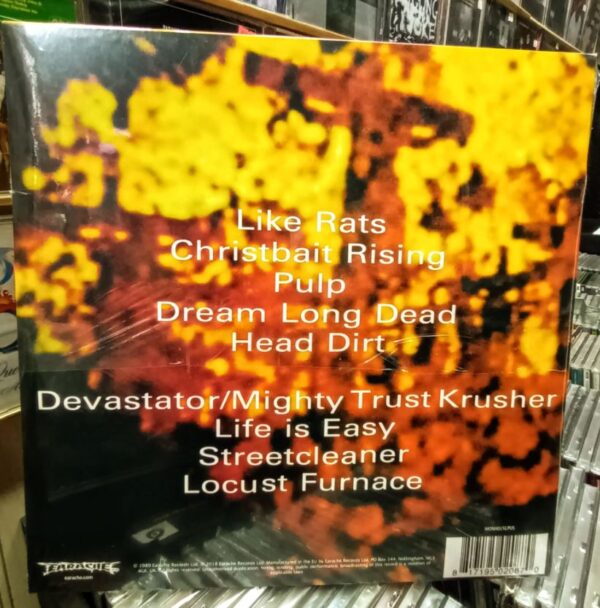 Like Rats
Christbait Rising
Pulp
Dream Long Dead
Head Dirt
Devastator/Mighty Trust Krusher
Life is Easy
Streetcleaner
Locust Furnace
EARACHE
earache.com